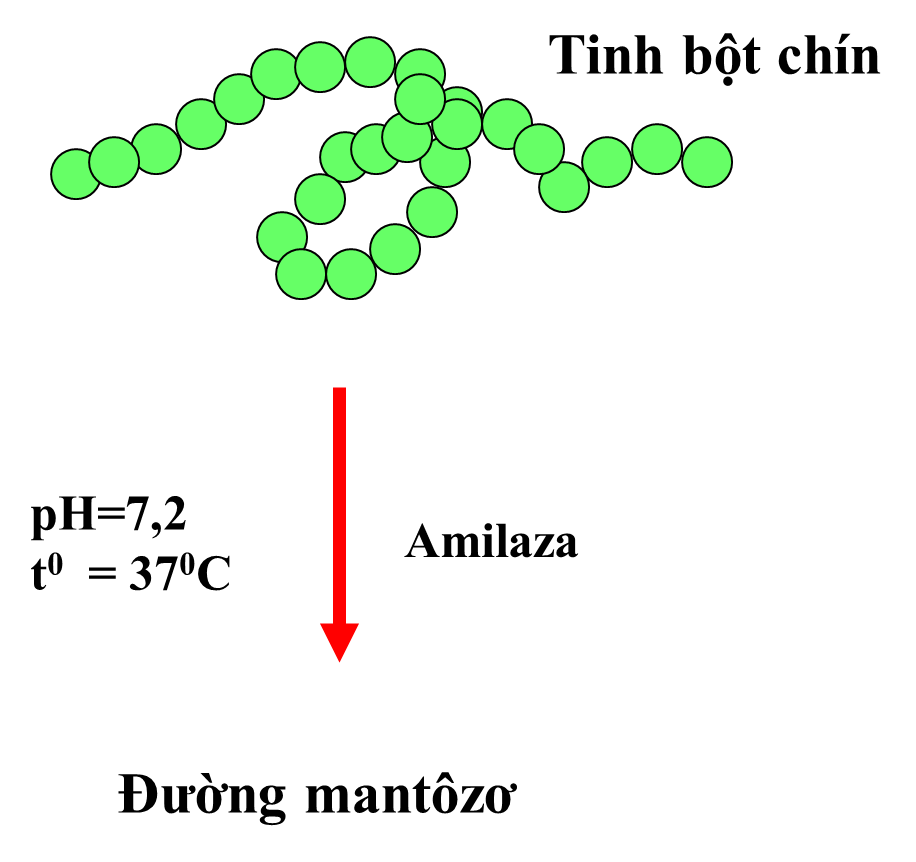 Tinh bột chín
pH=7,2
t⁰ = 37⁰C
Amilaza
Đường mantôzơ